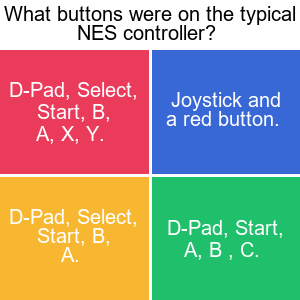 What buttons were on the typical
NES controller?
D-Pad, Select,
Start, B,
A, X, Y.
Joystick and
a red button.
D-Pad, Select,
Start, B,
A.
D-Pad, Start,
A, B , C.